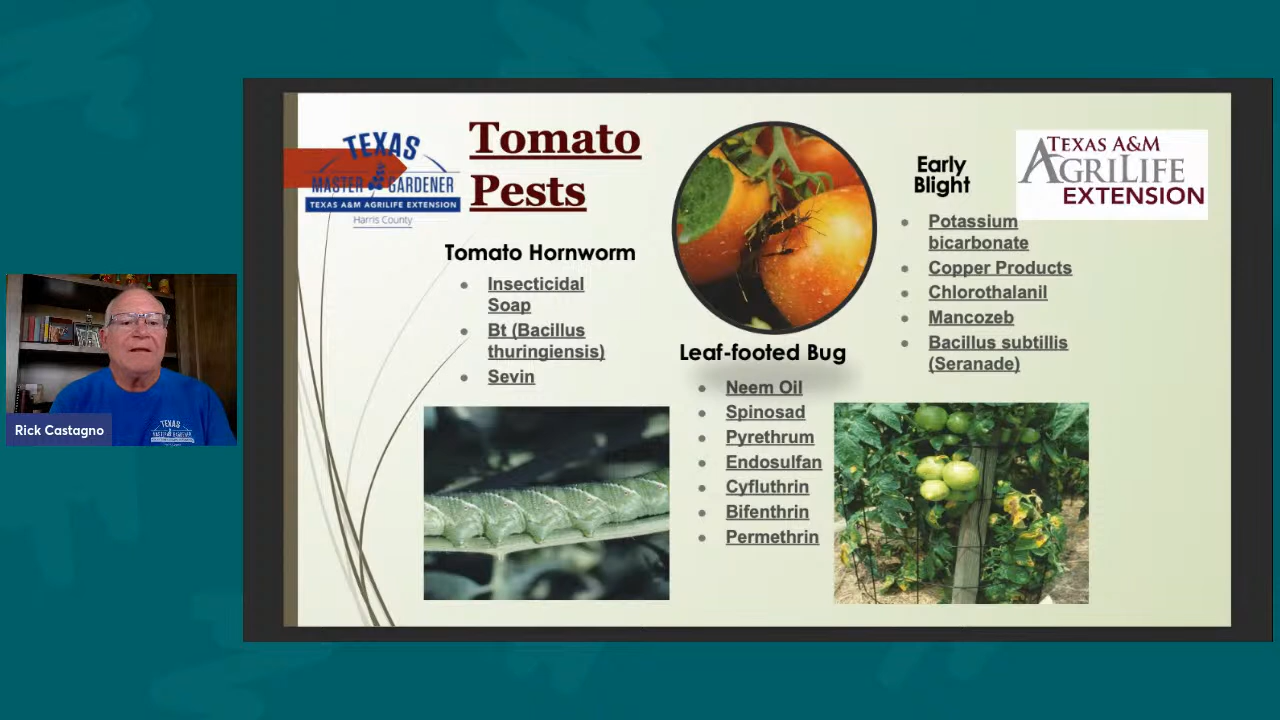 TEXAS
MASTER GARDENER
TEXAS A&M AGRILIFE EXTENSION
Harris County
Tomato
Pests
Tomato Hornworm
Insecticidal
Soap
Bt (Bacillus
thuringiensis)
Sevin
Leaf-footed Bug
Neem Oil
Spinosad
Pyrethrum
Endosulfan
Cyfluthrin
Bifenthrin
Permethrin
Early
Blight
Potassium
bicarbonate
Copper Products
Chlorothalanil
Mancozeb
Bacillus subtillis
(Seranade)
TEXAS A&M
AGRILIFE
EXTENSION
Rick Castagno
TEXAS